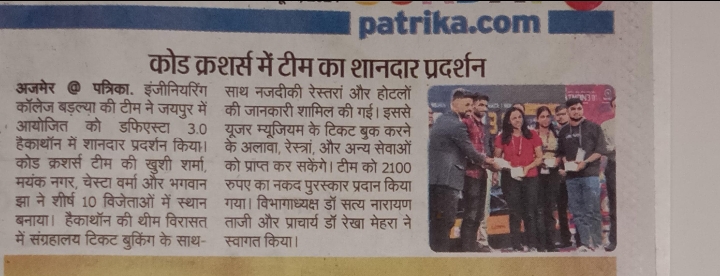 patrika.com
कोड क्रशर्स में टीम का शानदार प्रदर्शन
अजमेर @ पत्रिका. इंजीनियरिंग
कॉलेज बड़ल्या की टीम ने जयपुर में
आयोजित को डफिएस्टा 3.0
हैकाथॉन में शानदार प्रदर्शन किया।
कोड क्रशर्स टीम की खुशी शर्मा,
मयंक नगर, चेस्टा वर्मा और भगवान
झा ने शीर्ष 10 विजेताओं में स्थान
बनाया। हैकाथॉन की थीम विरासत
में संग्रहालय टिकट बुकिंग के साथ-
साथ नजदीकी रेस्तरां और होटलों
की जानकारी शामिल की गई। इससे
यूजर म्यूजियम के टिकट बुक करने
के अलावा, रेस्त्रां, और अन्य सेवाओं
को प्राप्त कर सकेंगे। टीम को 2100
रुपए का नकद पुरस्कार प्रदान किया
गया। विभागाध्यक्ष डॉ सत्य नारायण
ताजी और प्राचार्य डॉ रेखा मेहरा ने
स्वागत किया।